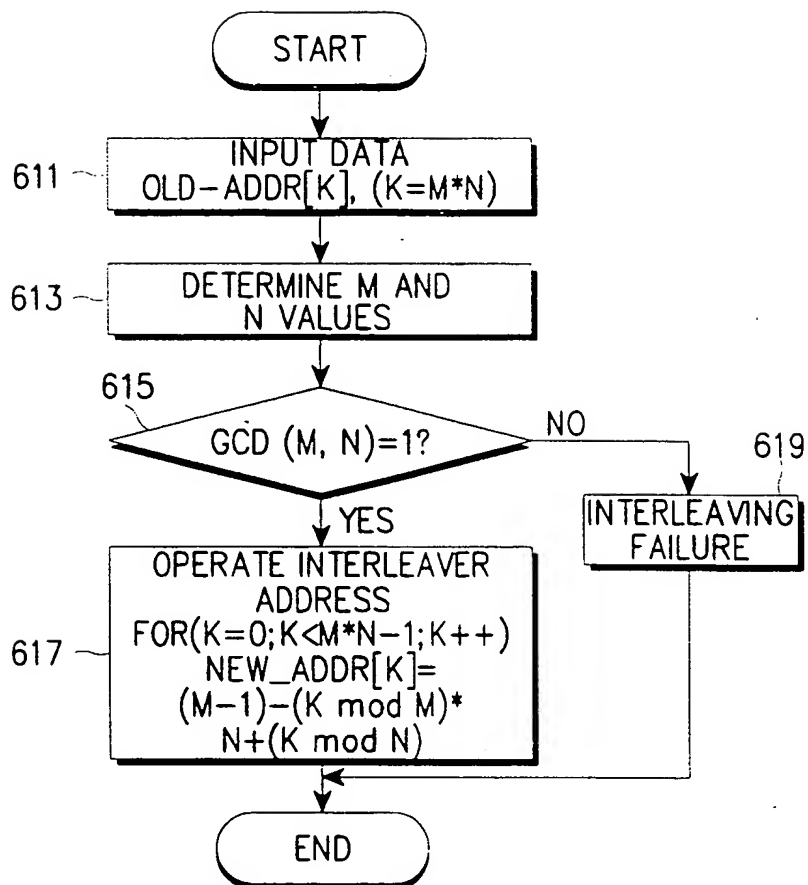 START
611
INPUT DATA
OLD-ADDR[K], (K=M*N)
613
DETERMINE M AND
N VALUES
615
GCD (M, N)=1?
NO
YES
619
INTERLEAVING
FAILURE
617
OPERATE INTERLEAVER
ADDRESS
FOR(K=0;K<M*N-1;K++)
NEW_ADDR[K]=
(M-1)-(K mod M)*
N+(K mod N)
END